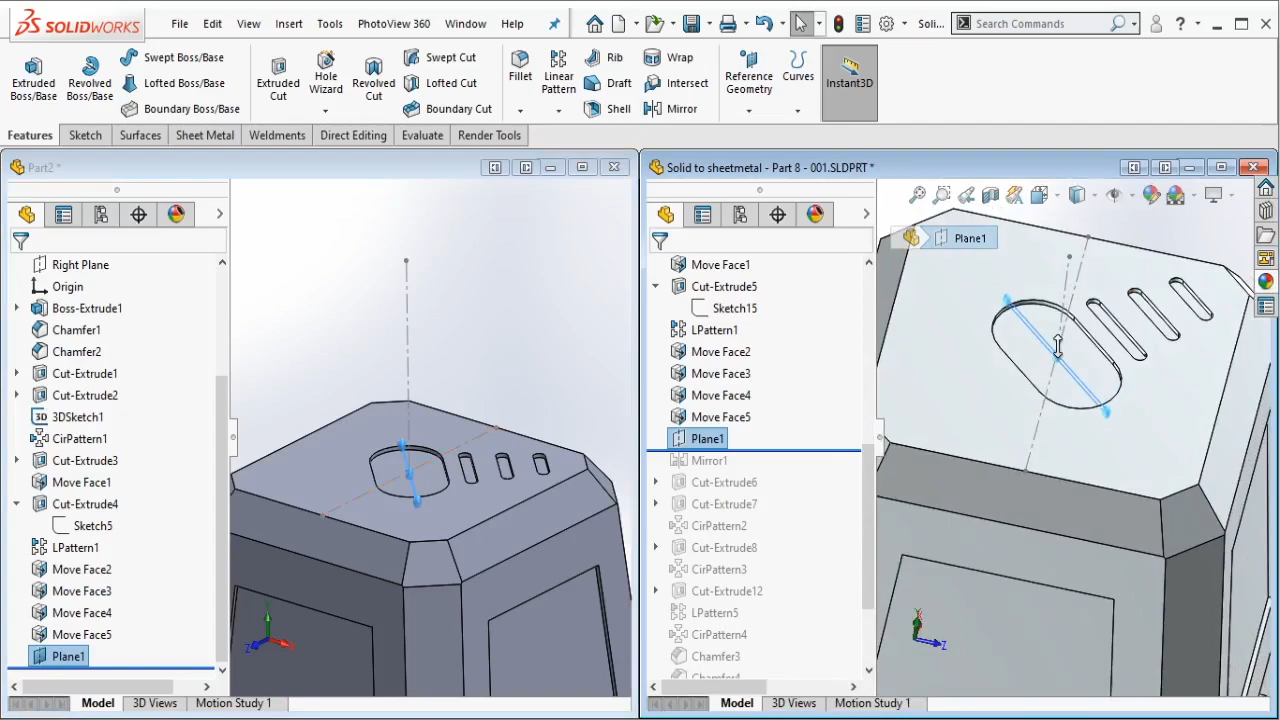 SOLIDWORKS File Edit View Insert Tools PhotoView 360 Window Help Soli... Search Commands ?
Extruded Boss/Base
Revolved Boss/Base
Swept Boss/Base
Lofted Boss/Base
Boundary Boss/Base
Extruded Cut
Hole Wizard
Revolved Cut
Swept Cut
Lofted Cut
Boundary Cut
Fillet
Linear Pattern
Rib
Draft
Shell
Wrap
Intersect
Mirror
Reference Geometry
Curves
Instant3D
Features Sketch Surfaces Sheet Metal Weldments Direct Editing Evaluate Render Tools
Part2 *
Right Plane
Origin
Boss-Extrude1
Chamfer1
Chamfer2
Cut-Extrude1
Cut-Extrude2
3D 3DSketch1
CirPattern1
Cut-Extrude3
Move Face1
Cut-Extrude4
Sketch5
LPattern1
Move Face2
Move Face3
Move Face4
Move Face5
Plane1
Z
Model 3D Views Motion Study 1
Solid to sheetmetal - Part 8 - 001.SLDPRT *
Move Face1
Cut-Extrude5
Sketch15
LPattern1
Move Face2
Move Face3
Move Face4
Move Face5
Plane1
Mirror1
Cut-Extrude6
Cut-Extrude7
CirPattern2
Cut-Extrude8
CirPattern3
Cut-Extrude12
LPattern5
CirPattern4
Chamfer3
Chamfer4
Plane1
Z
Model 3D Views Motion Study 1